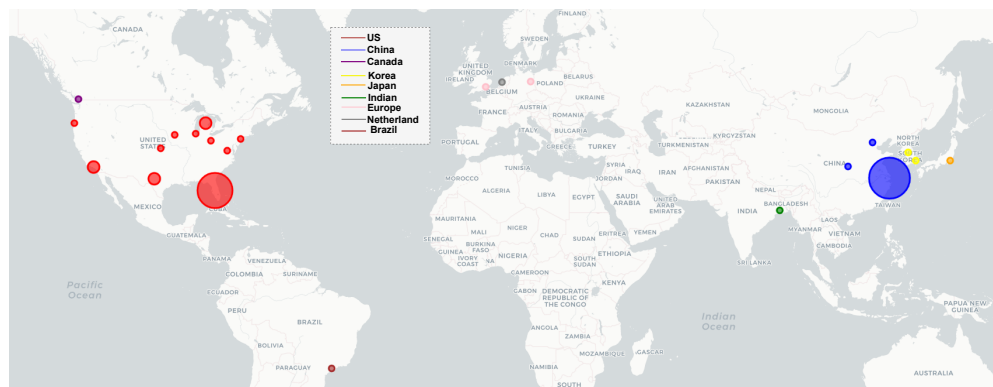 US
China
Canada
Korea
Japan
Indian
Europe
Netherland
Brazil
CANADA
UNITED
MEXICO
GUATEMALA
PANAMA
VENEZUELA
COLOMBIA
SURINAME
ECUADOR
PERU
BRAZIL
BOLIVIA
PARAGUAY
Pacific
Ocean
FINLAND
SWEDEN
UNITED
KINGDOM
IRELAND
DENMARK
BELARUS
POLAND
BELGIUM
UKRAINE
FRANCE
AUSTRIA
ROMANIA
ITALY
BULGARIA
PORTUGAL
GREECE
TURKEY
KAZAKHSTAN
MONGOLIA
KYRGYZSTAN
TURKMENISTAN
NORTH
KOREA
SOUTH
CHINA
JAPAN
TUNISIA
SYRIA
IRAQ
IRAN
AFGHANISTAN
MOROCCO
JORDAN
PAKISTAN
NEPAL
ALGERIA
LIBYA
EGYPT
SAUDI
ARABIA
UNITED
ARAB
EMIRATES
INDIA
BANGLADESH
TAIWAN
MYANMAR
LAOS
VIETNAM
CAMBODIA
SRI LANKA
MAURITANIA
MALI
NIGER
CHAD
SUDAN
ERITREA
YEMEN
SENEGAL
GUINEA
BURKINA
FASO
IVORY
COAST
NIGERIA
SOUTH
SUDAN
ETHIOPIA
CAMEROON
GABON
DEMOCRATIC
REPUBLIC OF
THE CONGO
KENYA
ANGOLA
ZAMBIA
MOZAMBIQUE
GASCAR
NAMIBIA
SOUTH
Indian
Ocean
PAPUA NEW
GUINEA
AUSTRALIA